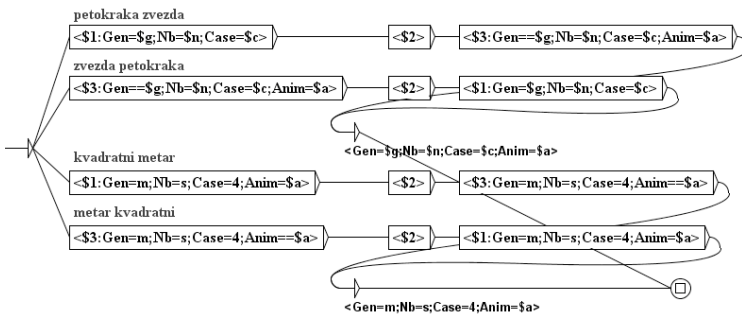 petokraka zvezda
<$1:Gen=$g;Nb=$n;Case=$c> <$2> <$3:Gen==$g;Nb=$n;Case=$c;Anim=$a>
zvezda petokraka
<$3:Gen==$g;Nb=$n;Case=$c;Anim=$a> <$2> <$1:Gen=$g;Nb=$n;Case=$c>
<Gen=$g;Nb=$n;Case=$c;Anim=$a>
kvadratni metar
<$1:Gen=m;Nb=s;Case=4;Anim=$a> <$2> <$3:Gen=m;Nb=s;Case=4;Anim==$a>
metar kvadratni
<$3:Gen=m;Nb=s;Case=4;Anim==$a> <$2> <$1:Gen=m;Nb=s;Case=4;Anim=$a>
<Gen=m;Nb=s;Case=4;Anim=$a>